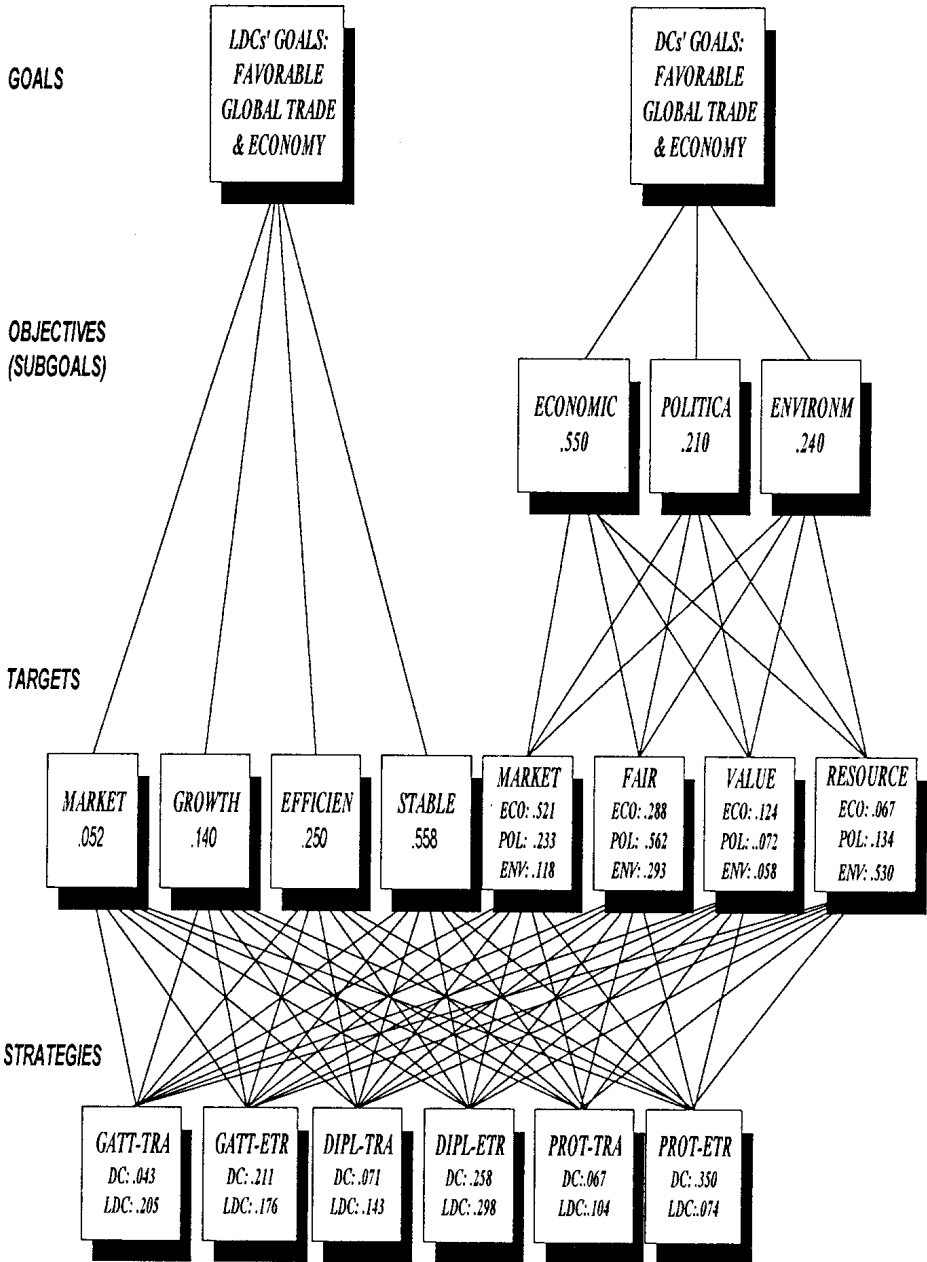 GOALS
LDCs' GOALS:
FAVORABLE
GLOBAL TRADE
& ECONOMY
DCs' GOALS:
FAVORABLE
GLOBAL TRADE
& ECONOMY
OBJECTIVES
(SUBGOALS)
ECONOMIC
.550
POLITICA
.210
ENVIRONM
.240
TARGETS
MARKET
.052
GROWTH
.140
EFFICIEN
.250
STABLE
.558
MARKET
ECO: .521
POL: .233
ENV: .118
FAIR
ECO: .288
POL: .562
ENV: .293
VALUE
ECO: .124
POL: ..072
ENV: .058
RESOURCE
ECO: .067
POL: .134
ENV: .530
STRATEGIES
GATT-TRA
DC: .043
LDC: .205
GATT-ETR
DC: .211
LDC: .176
DIPL-TRA
DC: .071
LDC: .143
DIPL-ETR
DC: .258
LDC: .298
PROT-TRA
DC:.067
LDC:.104
PROT-ETR
DC: .350
LDC:.074